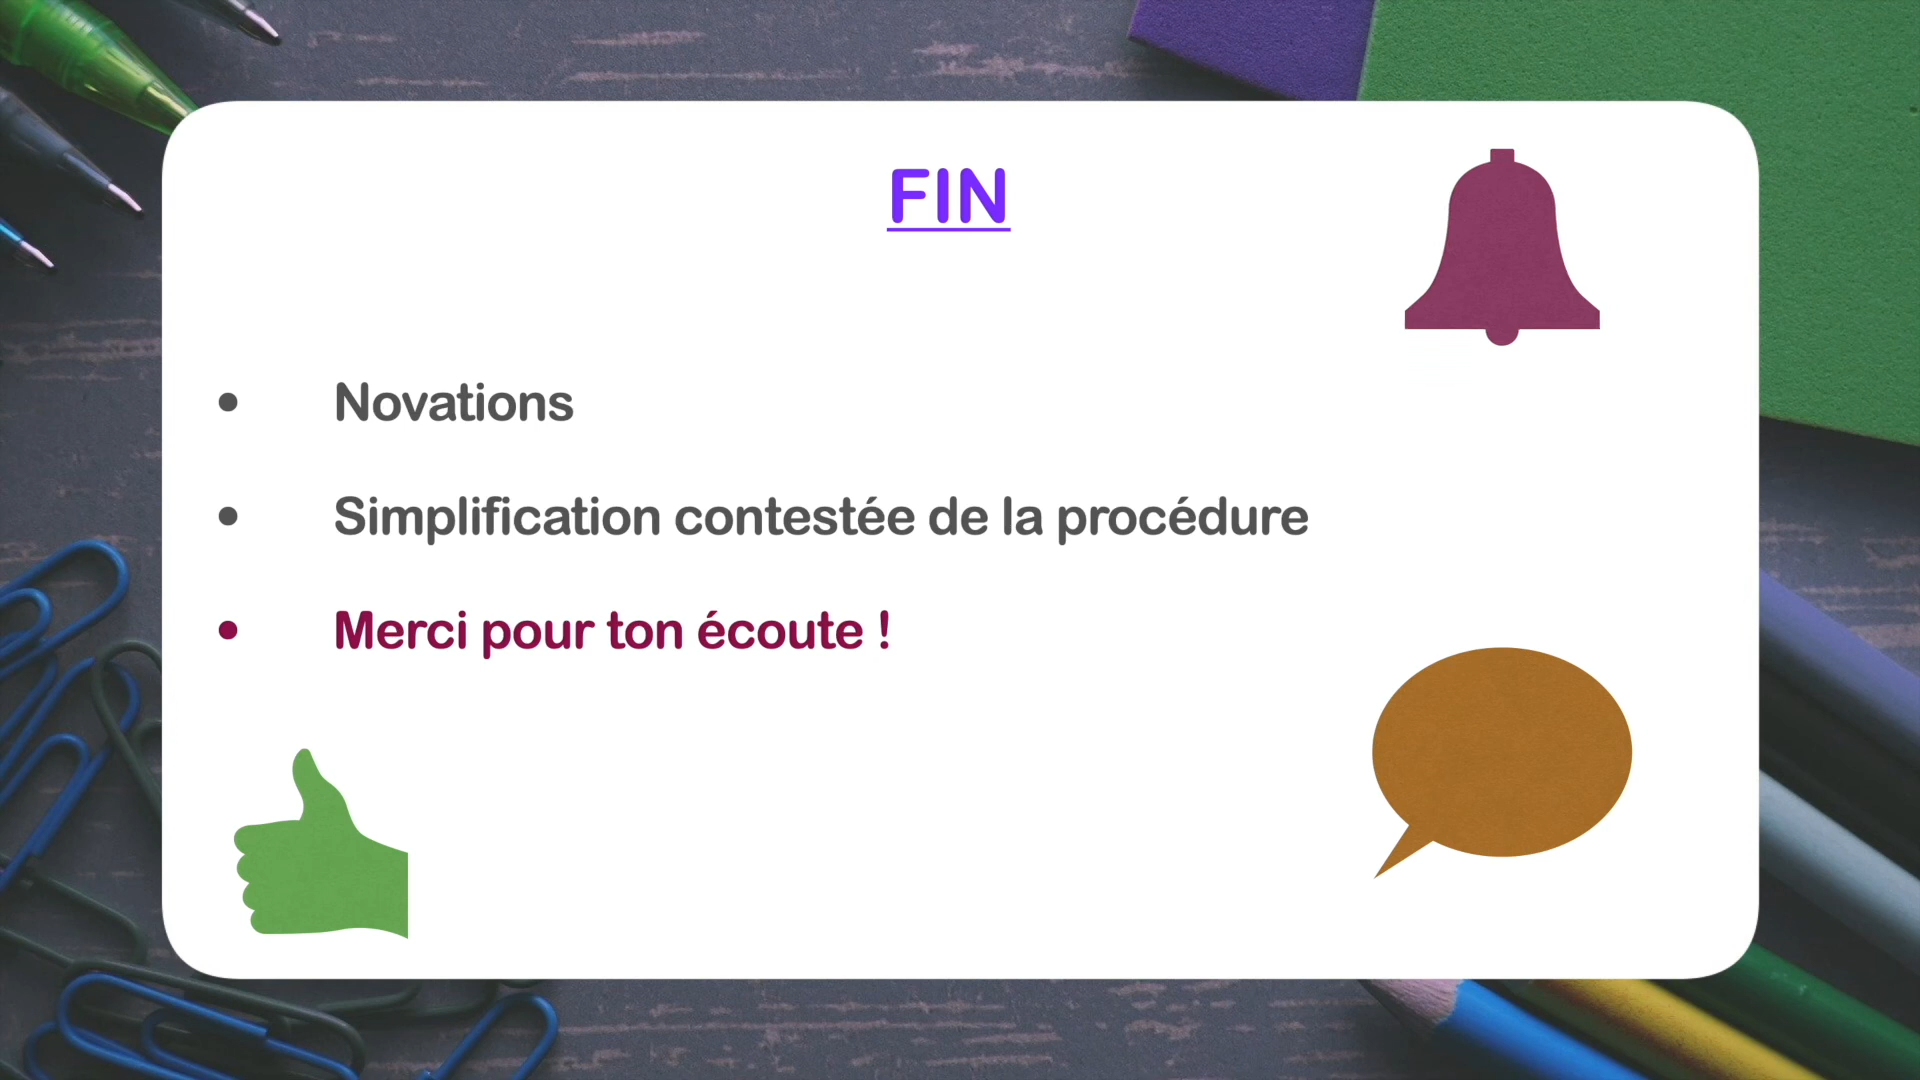 FIN
• Novations
• Simplification contestée de la procédure
• Merci pour ton écoute !